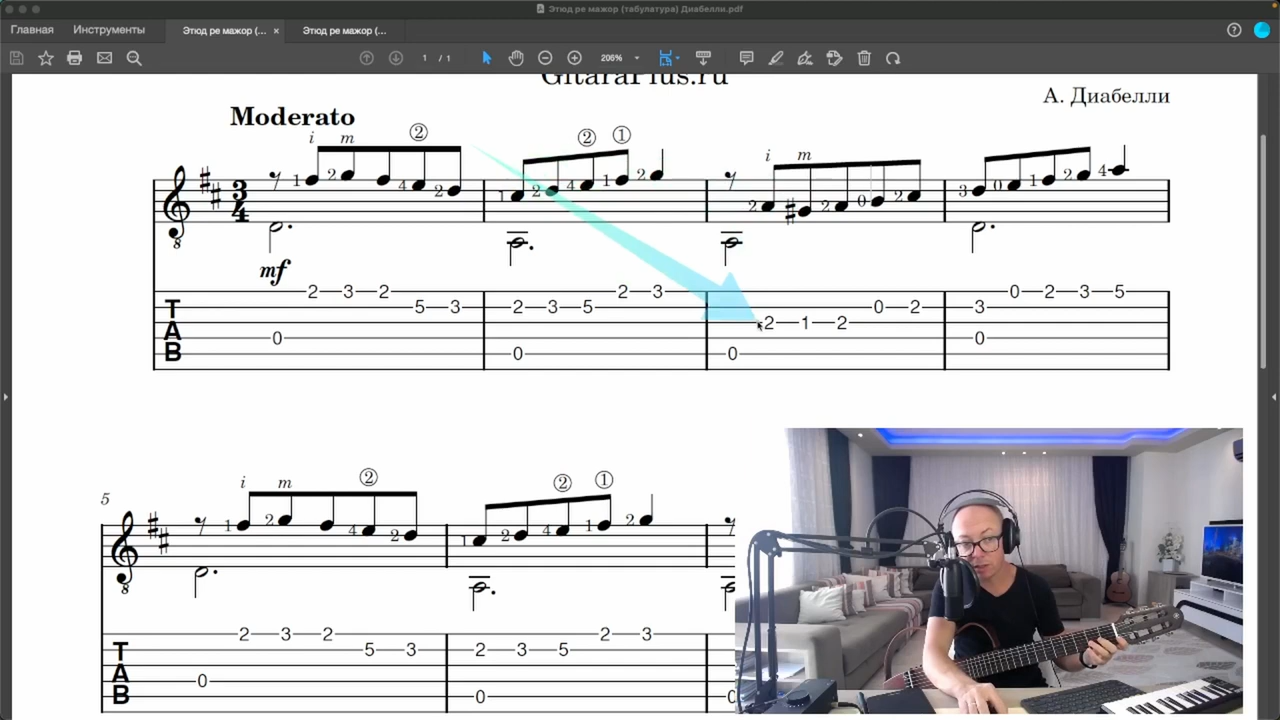 Этюд ре мажор (табулатура) Диабелли.pdf
Главная Инструменты Этюд ре мажор (... × Этюд ре мажор (...
1 / 1 206%
GitaraPlus.ru
А. Диабелли
Moderato
i m ② ② ① i m
1 2 4 2 1 2 4 1 2 2 2 0 2 3 0 1 2 4
3
4
8
mf
2 3 2 2 3 0 2 3 5
T 5 3 2 3 5 0 2 3
2 1 2
A 0 0
B 0 0
5
i m ② ② ①
1 2 4 2 1 2 4 1 2
8
2 3 2 2 3
T 5 3 2 3 5
A 0
B 0 0